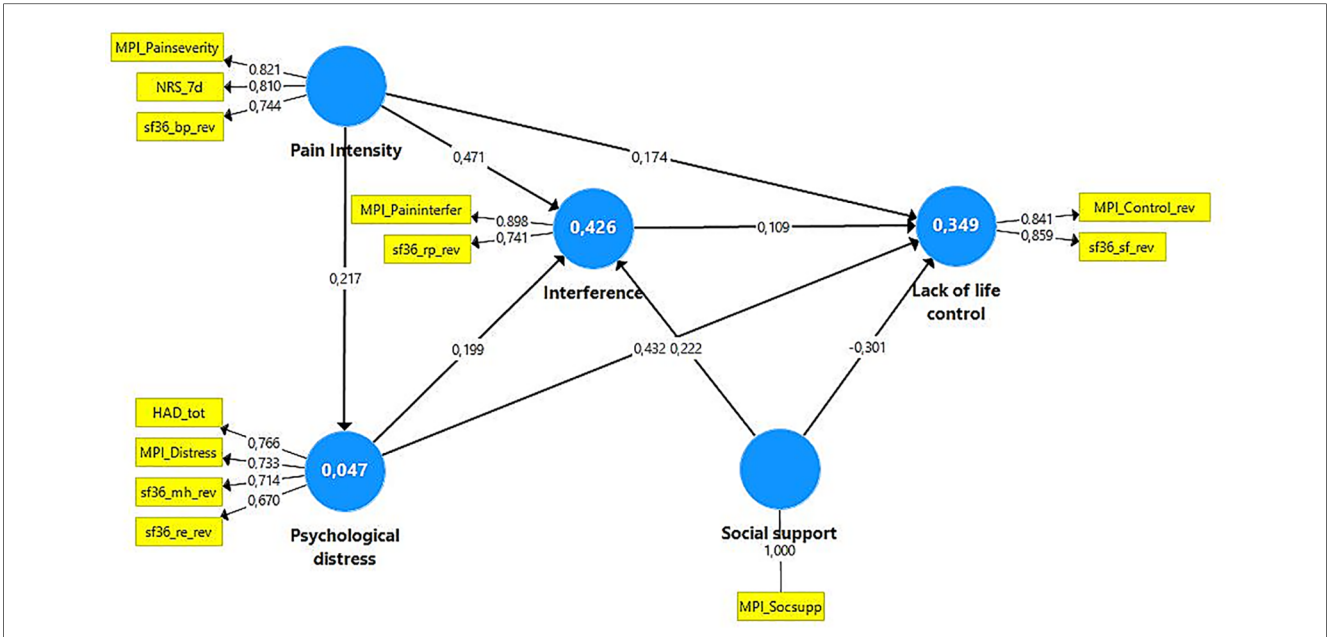 MPI_Painseverity
0.821
NRS_7d
0,810
0,744
sf36_bp_rev
Pain Intensity
0,471
0,174
MPI_Paininterfer
0.898
0,741
sf36_rp_rev
0,426
Interference
0,109
0,349
0.841
MPI_Control_rev
0,859
sf36_sf_rev
Lack of life
control
0,217
0,199
0,432
0,222
-0,301
HAD_tot
0,766
MPI_Distress
0,733
0,714
sf36_mh_rev
0,670
sf36_re_rev
0,047
Psychological
distress
Social support
1,000
MPI_Socsupp